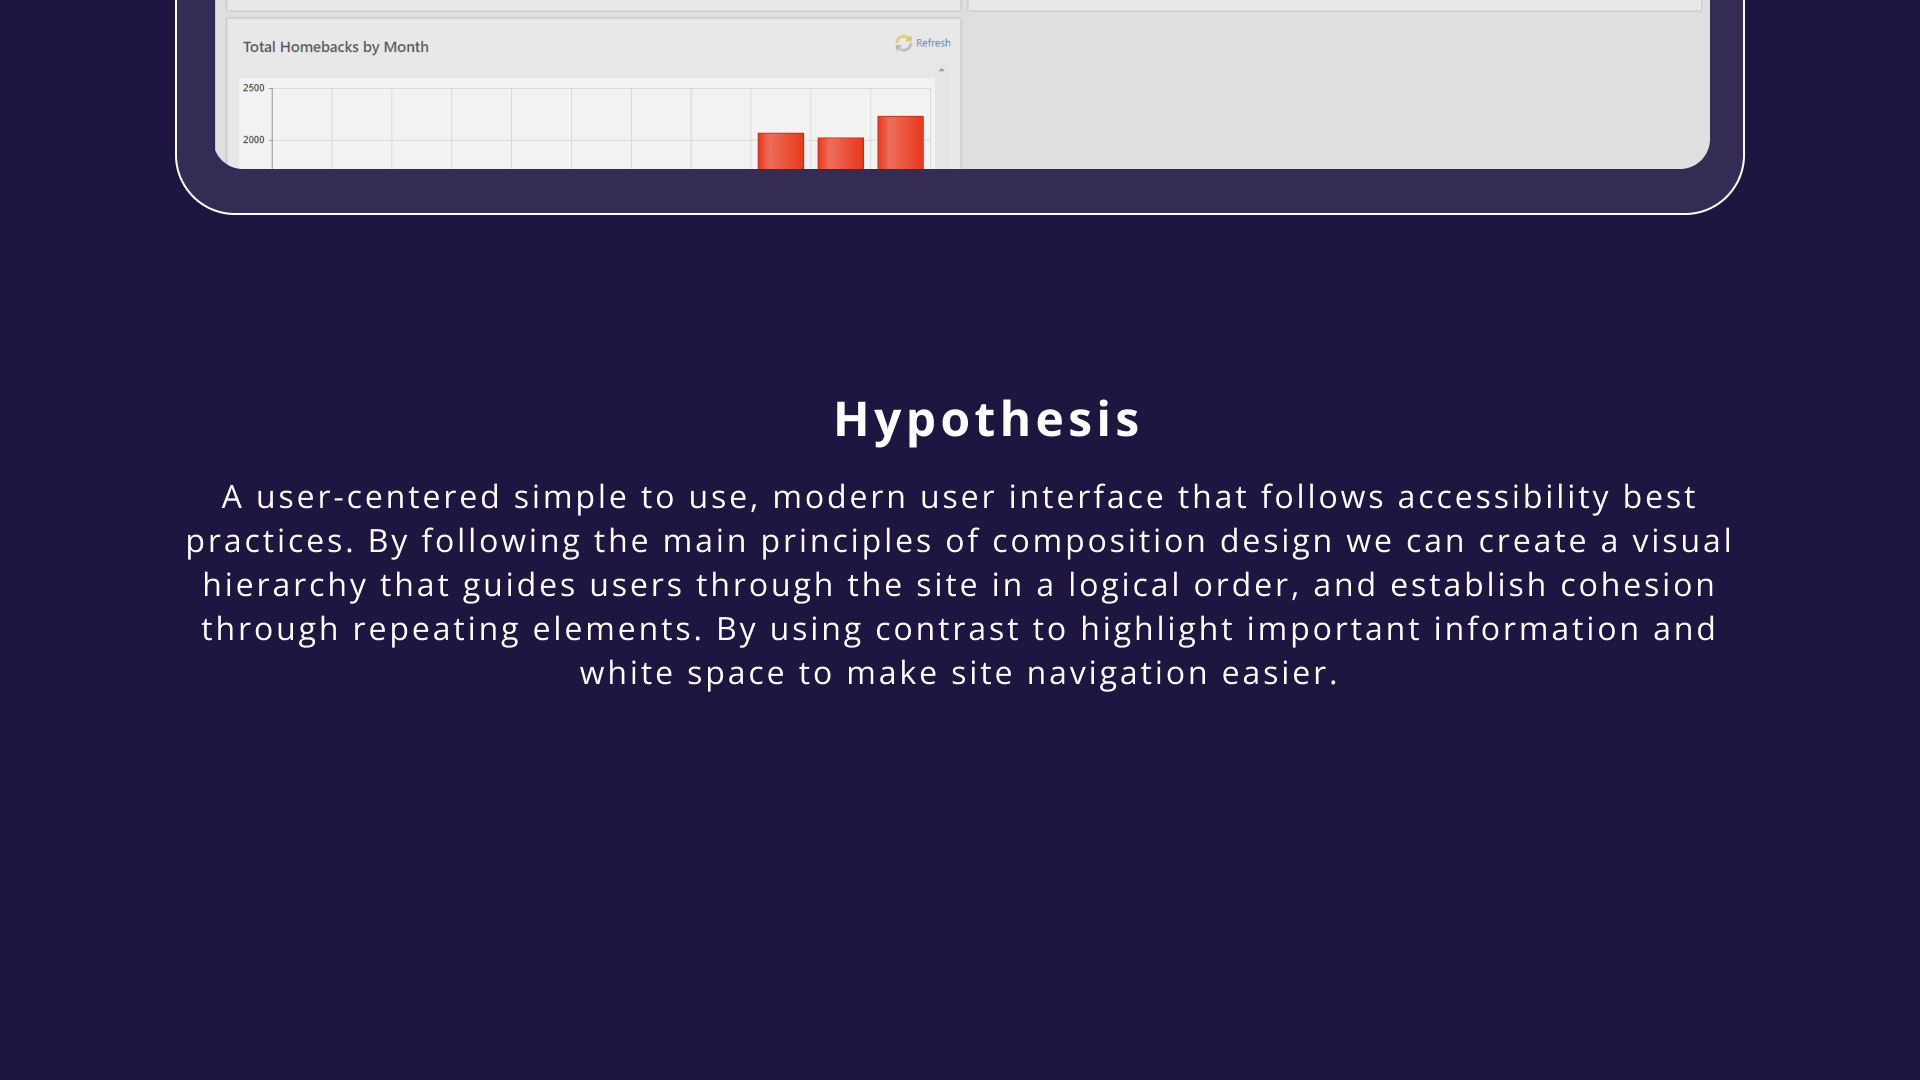 Total Homebacks by Month
Refresh
2500
2000
Hypothesis
A user-centered simple to use, modern user interface that follows accessibility best
practices. By following the main principles of composition design we can create a visual
hierarchy that guides users through the site in a logical order, and establish cohesion
through repeating elements. By using contrast to highlight important information and
white space to make site navigation easier.